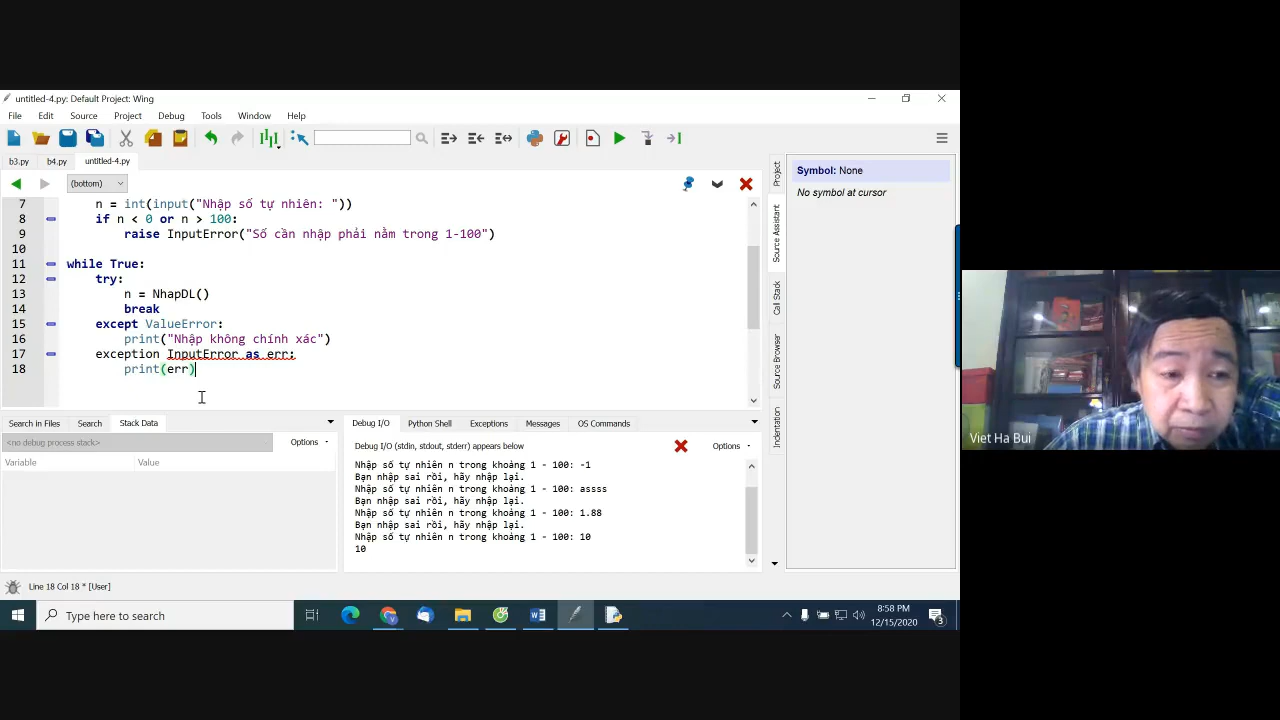 untitled-4.py: Default Project: Wing
File Edit Source Project Debug Tools Window Help
b3.py b4.py untitled-4.py
(bottom)
7 n = int(input("Nhập số tự nhiên: "))
8 if n < 0 or n > 100:
9 raise InputError("Số cần nhập phải nằm trong 1-100")
10
11 while True:
12 try:
13 n = NhapDL()
14 break
15 except ValueError:
16 print("Nhập không chính xác")
17 exception InputError as err:
18 print(err)
Project
Source Assistant
Call Stack
Source Browser
Indentation
Symbol: None
No symbol at cursor
Search in Files Search Stack Data
<no debug process stack> Options
Variable Value
Debug I/O Python Shell Exceptions Messages OS Commands
Debug I/O (stdin, stdout, stderr) appears below Options
Nhập số tự nhiên n trong khoảng 1 - 100: -1
Bạn nhập sai rồi, hãy nhập lại.
Nhập số tự nhiên n trong khoảng 1 - 100: assss
Bạn nhập sai rồi, hãy nhập lại.
Nhập số tự nhiên n trong khoảng 1 - 100: 1.88
Bạn nhập sai rồi, hãy nhập lại.
Nhập số tự nhiên n trong khoảng 1 - 100: 10
10
Line 18 Col 18 * [User]
Type here to search
8:58 PM
12/15/2020
3
Viet Ha Bui